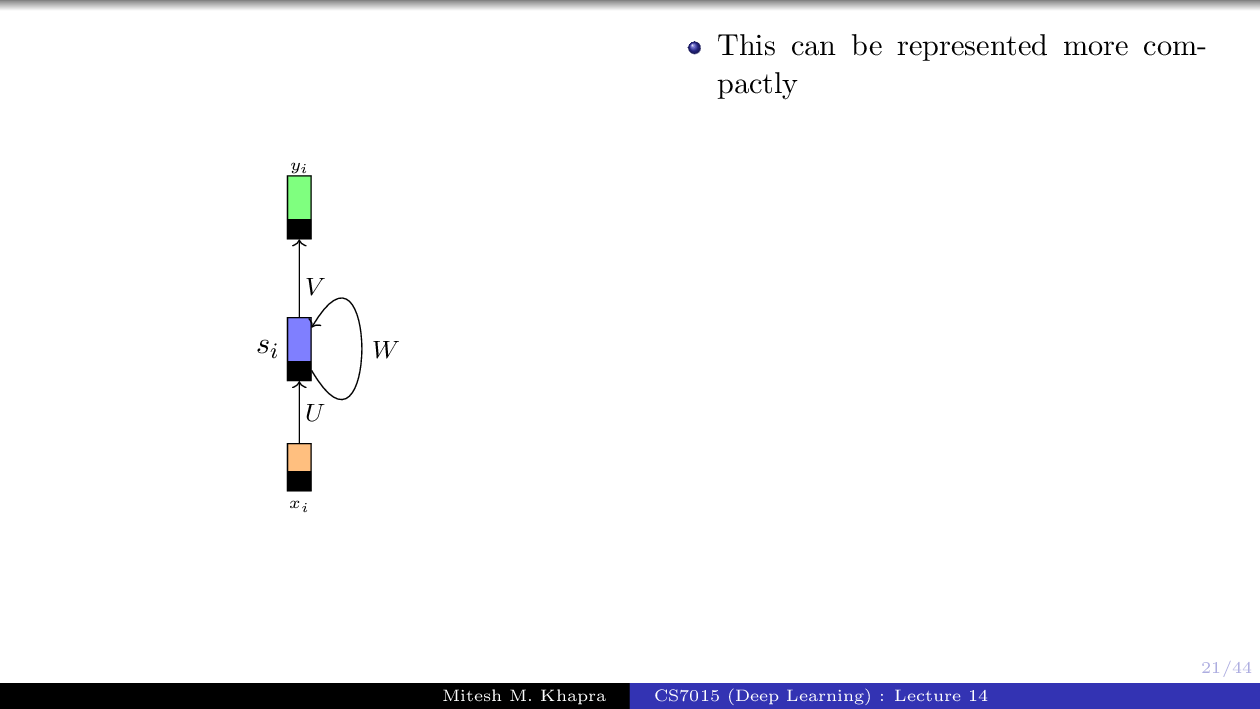 This can be represented more com-
pactly
y_i
V
s_i
W
U
x_i
21/44
Mitesh M. Khapra
CS7015 (Deep Learning) : Lecture 14